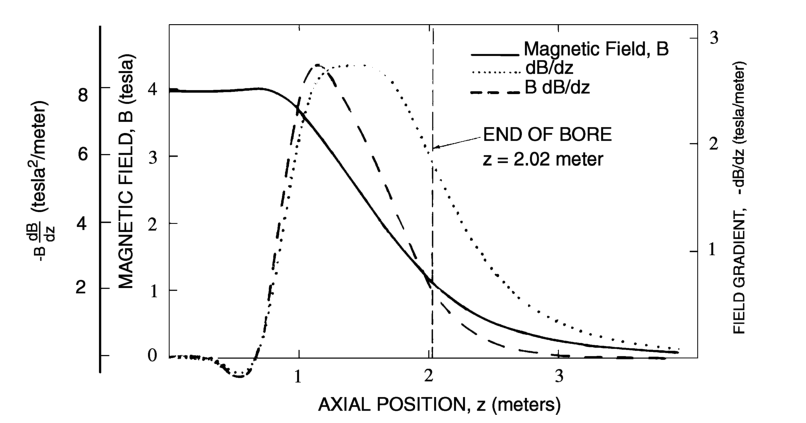 -B dB/dz (tesla²/meter)
8
6
4
2
MAGNETIC FIELD, B (tesla)
4
3
2
1
0
Magnetic Field, B
dB/dz
B dB/dz
END OF BORE
z = 2.02 meter
3
2
1
FIELD GRADIENT, -dB/dz (tesla/meter)
1 2 3
AXIAL POSITION, z (meters)